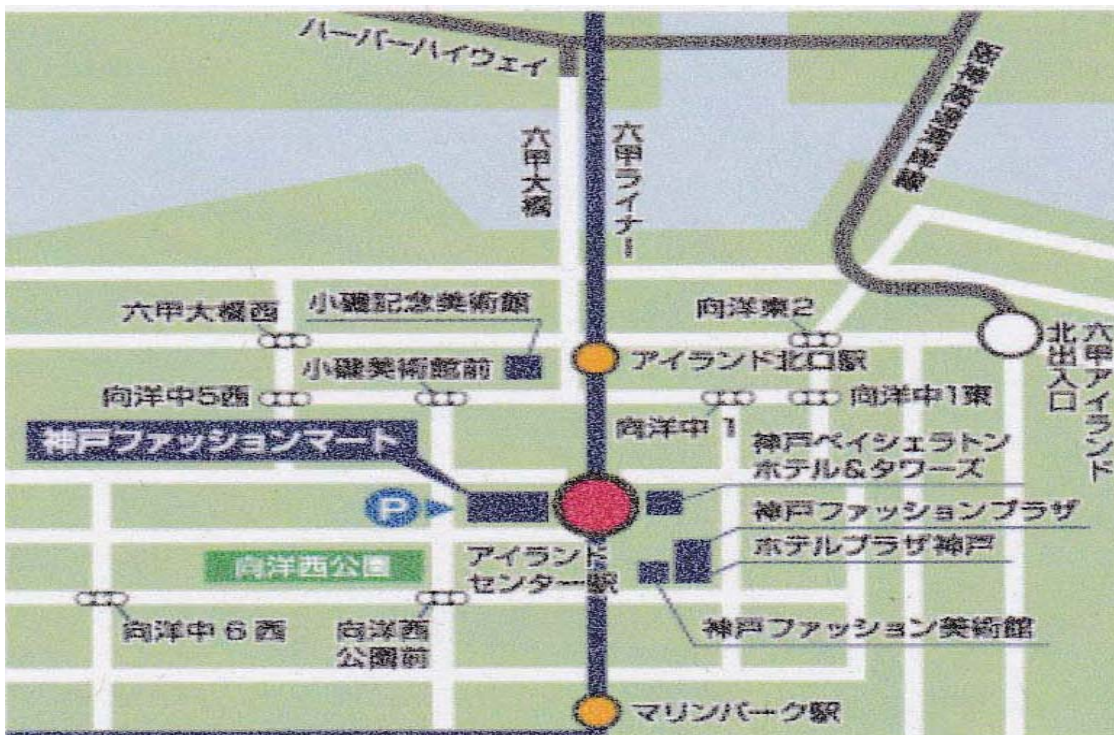 ハーバーハイウェイ
六甲大橋
六甲ライナー
六甲大橋西
小磯記念美術館
向洋東2
小磯美術館前
アイランド北口駅
六甲アイランド
北出入口
向洋中5西
向洋中1
向洋中1東
神戸ファッションマート
神戸ベイシェラトン
ホテル&タワーズ
P
神戸ファッションプラザ
向洋西公園
アイランド
センター駅
ホテルプラザ神戸
向洋中6西
向洋西
公園前
神戸ファッション美術館
マリンパーク駅